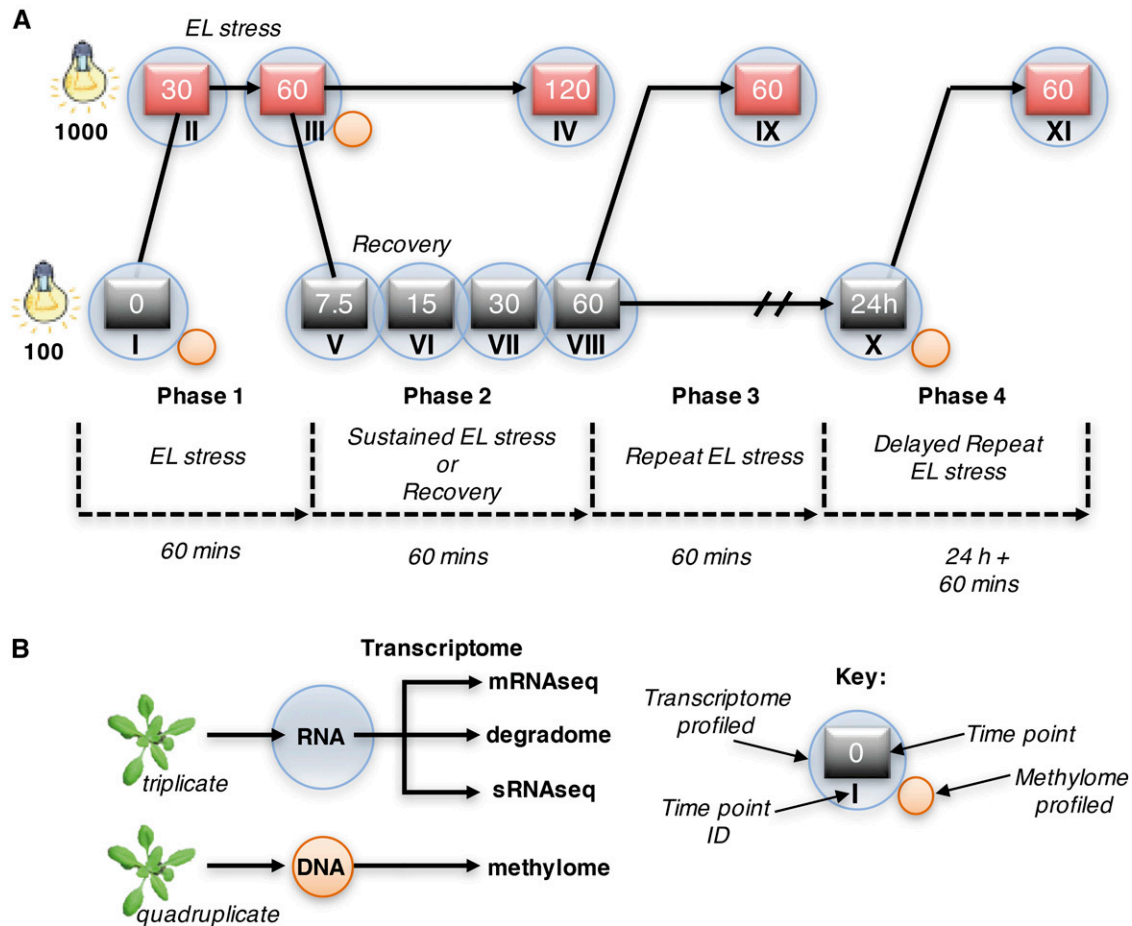 A
EL stress
30
60
120
60
60
1000
II
III
IV
IX
XI
Recovery
0
7.5
15
30
60
24h
100
I
V
VI
VII
VIII
X
Phase 1
Phase 2
Phase 3
Phase 4
EL stress
Sustained EL stress
or
Recovery
Repeat EL stress
Delayed Repeat
EL stress
60 mins
60 mins
60 mins
24 h +
60 mins
B
Transcriptome
mRNAseq
RNA
degradome
triplicate
sRNAseq
DNA
methylome
quadruplicate
Key:
Transcriptome
profiled
0
Time point
I
Time point
ID
Methylome
profiled